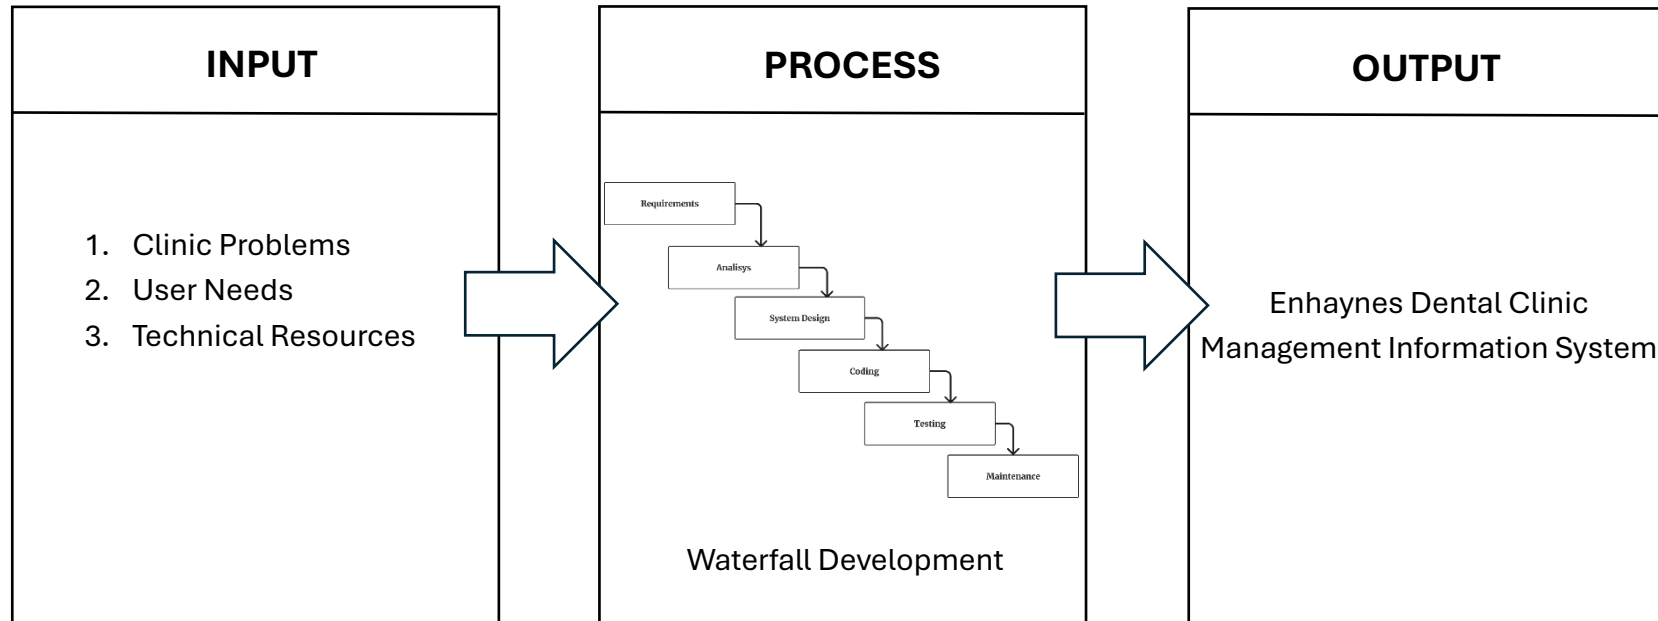 INPUT
1. Clinic Problems
2. User Needs
3. Technical Resources
PROCESS
Requirements
Analisys
System Design
Coding
Testing
Maintenance
Waterfall Development
OUTPUT
Enhaynes Dental Clinic
Management Information System